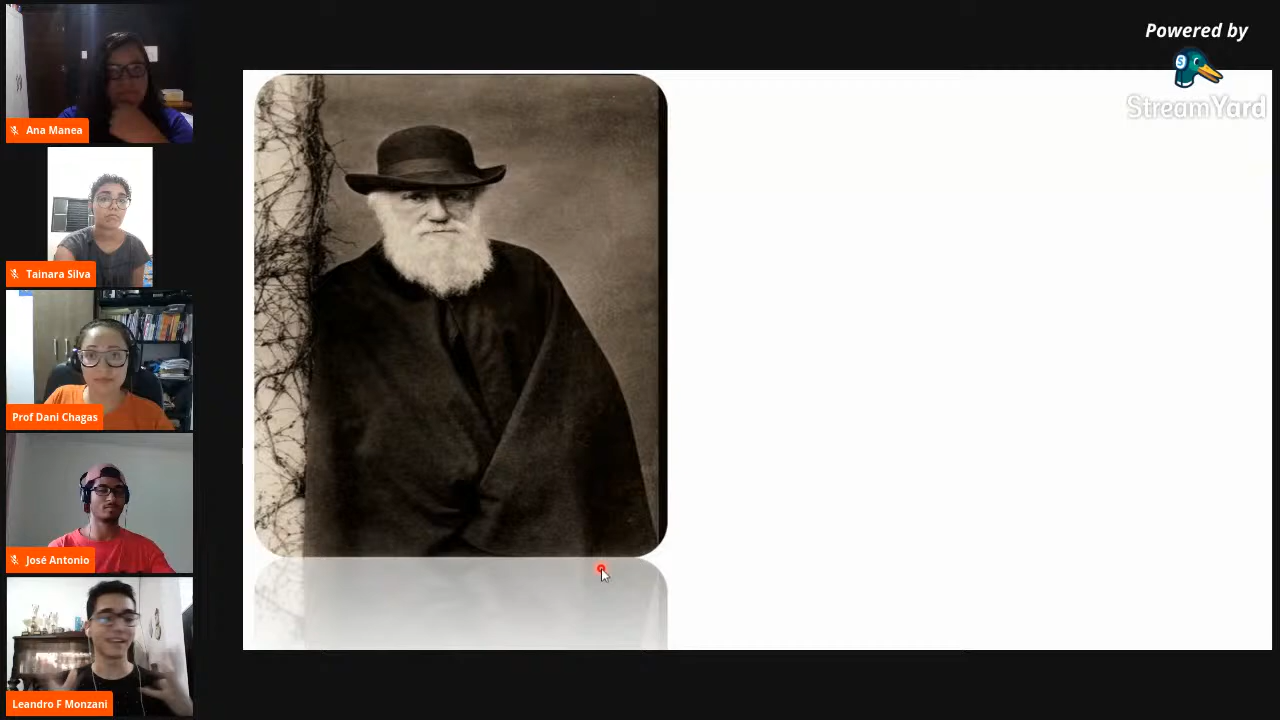 Powered by
StreamYard
Ana Manea
Tainara Silva
Prof Dani Chagas
José Antonio
Leandro F Monzani